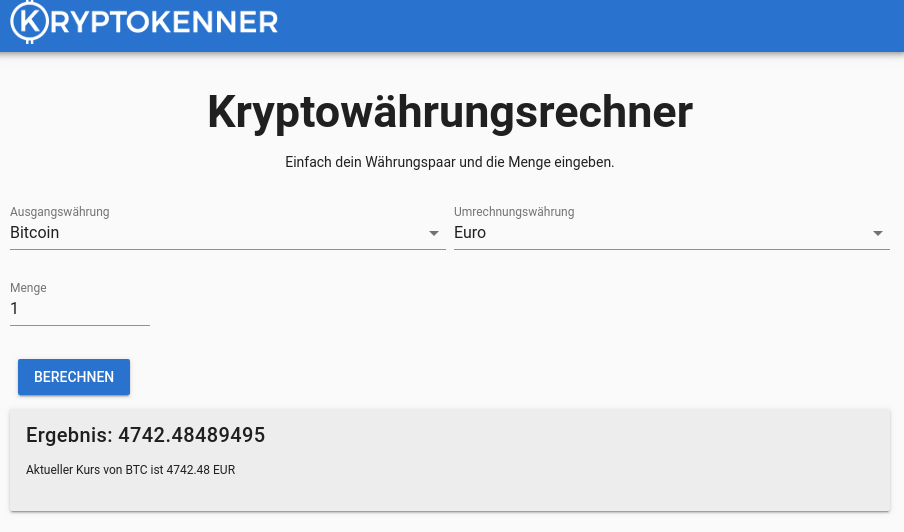 KRYPTOKENNER
Kryptowährungsrechner
Einfach dein Währungspaar und die Menge eingeben.
Ausgangswährung
Umrechnungswährung
Bitcoin
Euro
Menge
1
BERECHNEN
Ergebnis: 4742.48489495
Aktueller Kurs von BTC ist 4742.48 EUR